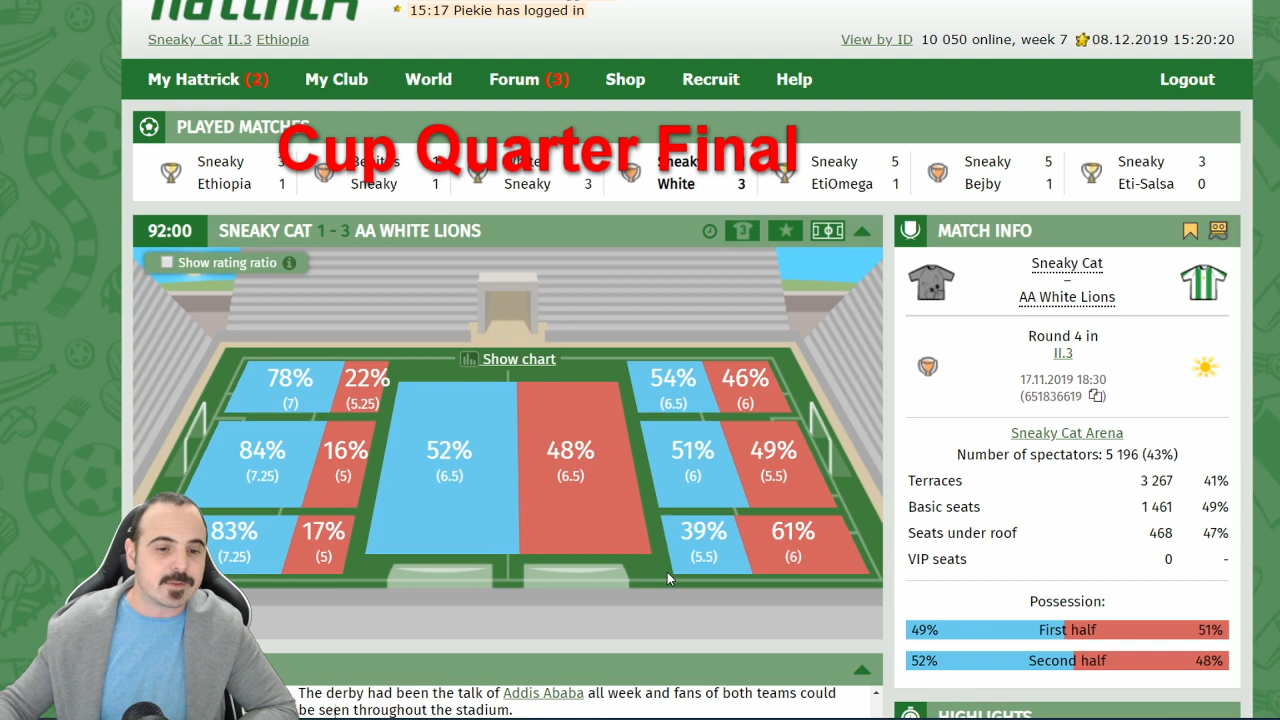 hattrick
15:17 Piekie has logged in
Sneaky Cat II.3 Ethiopia
View by ID 10 050 online, week 7 08.12.2019 15:20:20
My Hattrick (2) My Club World Forum (3) Shop Recruit Help Logout
PLAYED MATCHES
Cup Quarter Final
Sneaky 3
Ethiopia 1
Benites 1
Sneaky 1
White
Sneaky 3
Sneaky
White 3
Sneaky 5
EtiOmega 1
Sneaky 5
Bejby 1
Sneaky 3
Eti-Salsa 0
92:00 SNEAKY CAT 1 - 3 AA WHITE LIONS
3
Show rating ratio
Show chart
78% 22%
(7) (5.25)
84% 16%
(7.25) (5)
83% 17%
(7.25) (5)
52% 48%
(6.5) (6.5)
54% 46%
(6.5) (6)
51% 49%
(6) (5.5)
39% 61%
(5.5) (6)
The derby had been the talk of Addis Ababa all week and fans of both teams could
be seen throughout the stadium.
MATCH INFO
Sneaky Cat
–
AA White Lions
Round 4 in
II.3
17.11.2019 18:30
(651836619)
Sneaky Cat Arena
Number of spectators: 5 196 (43%)
Terraces 3 267 41%
Basic seats 1 461 49%
Seats under roof 468 47%
VIP seats 0 -
Possession:
49% First half 51%
52% Second half 48%
HIGHLIGHTS